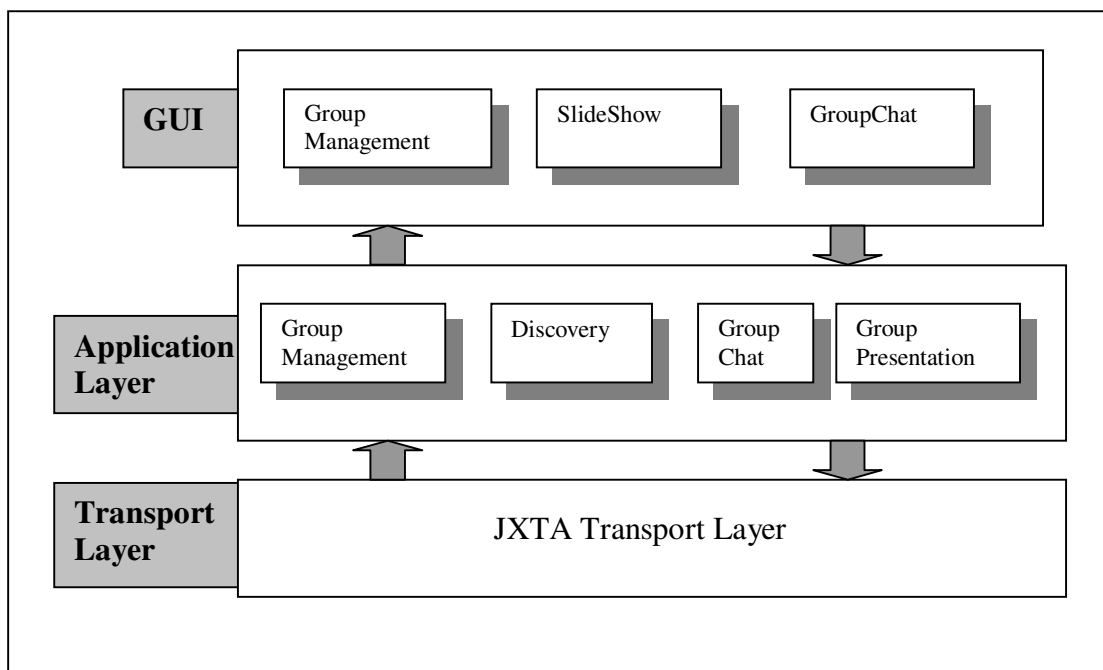 GUI
Group
Management
SlideShow
GroupChat
Application
Layer
Group
Management
Discovery
Group
Chat
Group
Presentation
Transport
Layer
JXTA Transport Layer